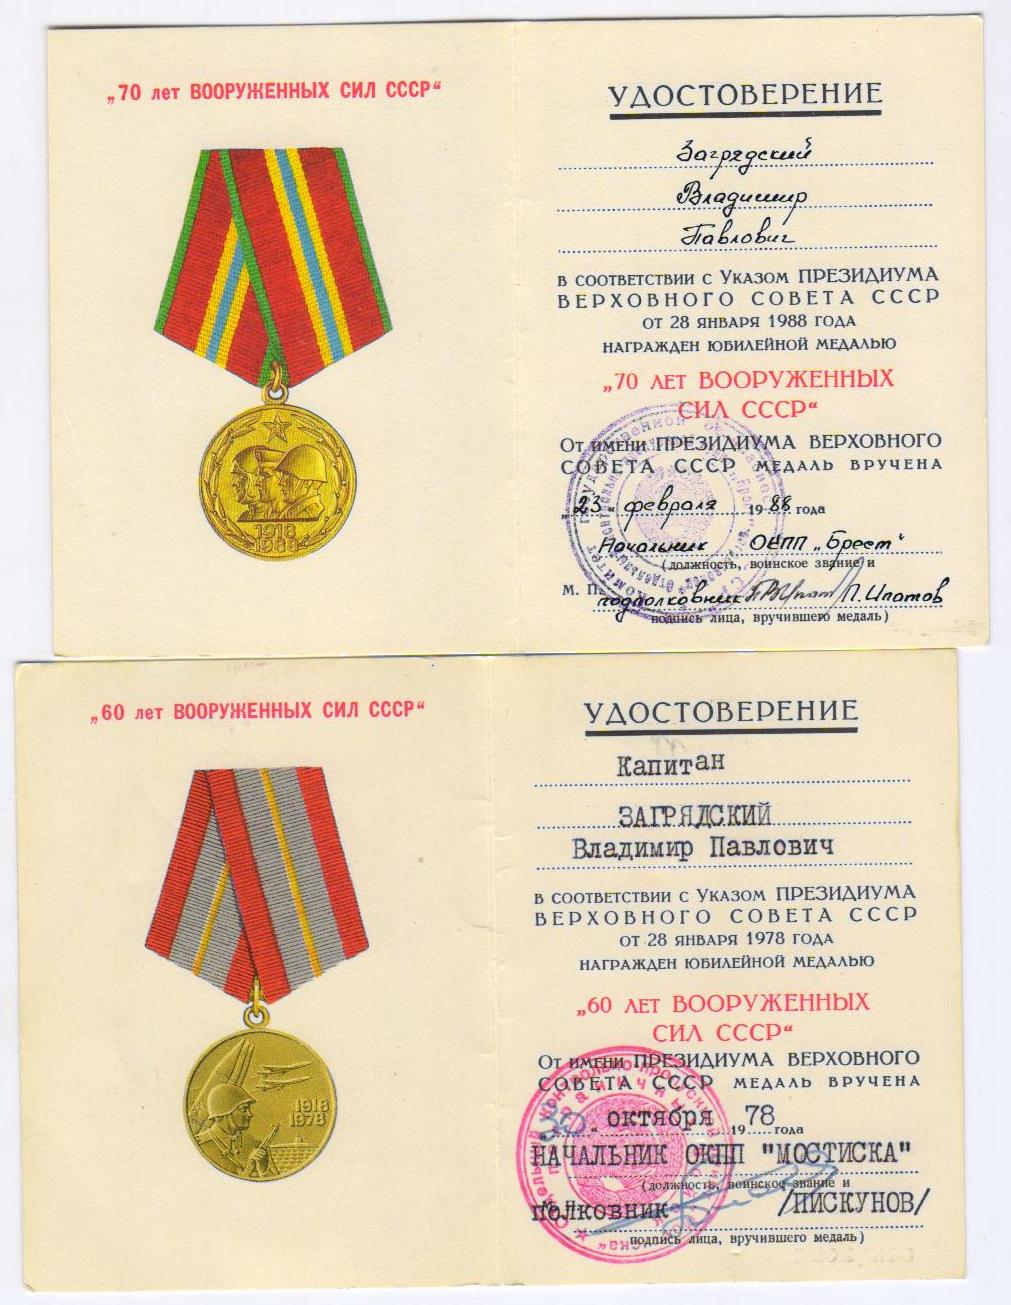 „70 лет ВООРУЖЕННЫХ СИЛ СССР“
1918
1988
УДОСТОВЕРЕНИЕ
Загрядский
Владимир
Павлович
В СООТВЕТСТВИИ С УКАЗОМ ПРЕЗИДИУМА
ВЕРХОВНОГО СОВЕТА СССР
ОТ 28 ЯНВАРЯ 1988 ГОДА
НАГРАЖДЕН ЮБИЛЕЙНОЙ МЕДАЛЬЮ
„70 ЛЕТ ВООРУЖЕННЫХ
СИЛ СССР“
ОТ ИМЕНИ ПРЕЗИДИУМА ВЕРХОВНОГО
СОВЕТА СССР МЕДАЛЬ ВРУЧЕНА
„23“ февраля 1988 года
Начальник ОКПП „Брест“
(должность, воинское звание и
М. П. подполковник П. Ипатов
подпись лица, вручившего медаль)
„60 лет ВООРУЖЕННЫХ СИЛ СССР“
1918
1978
УДОСТОВЕРЕНИЕ
Капитан
ЗАГРЯДСКИЙ
Владимир Павлович
В СООТВЕТСТВИИ С УКАЗОМ ПРЕЗИДИУМА
ВЕРХОВНОГО СОВЕТА СССР
ОТ 28 ЯНВАРЯ 1978 ГОДА
НАГРАЖДЕН ЮБИЛЕЙНОЙ МЕДАЛЬЮ
„60 ЛЕТ ВООРУЖЕННЫХ
СИЛ СССР“
ОТ ИМЕНИ ПРЕЗИДИУМА ВЕРХОВНОГО
СОВЕТА СССР МЕДАЛЬ ВРУЧЕНА
„30“ октября 1978 года
НАЧАЛЬНИК ОКПП "МОСТИСКА"
(должность, воинское звание и
М. П. полковник /ПИСКУНОВ/
подпись лица, вручившего медаль)